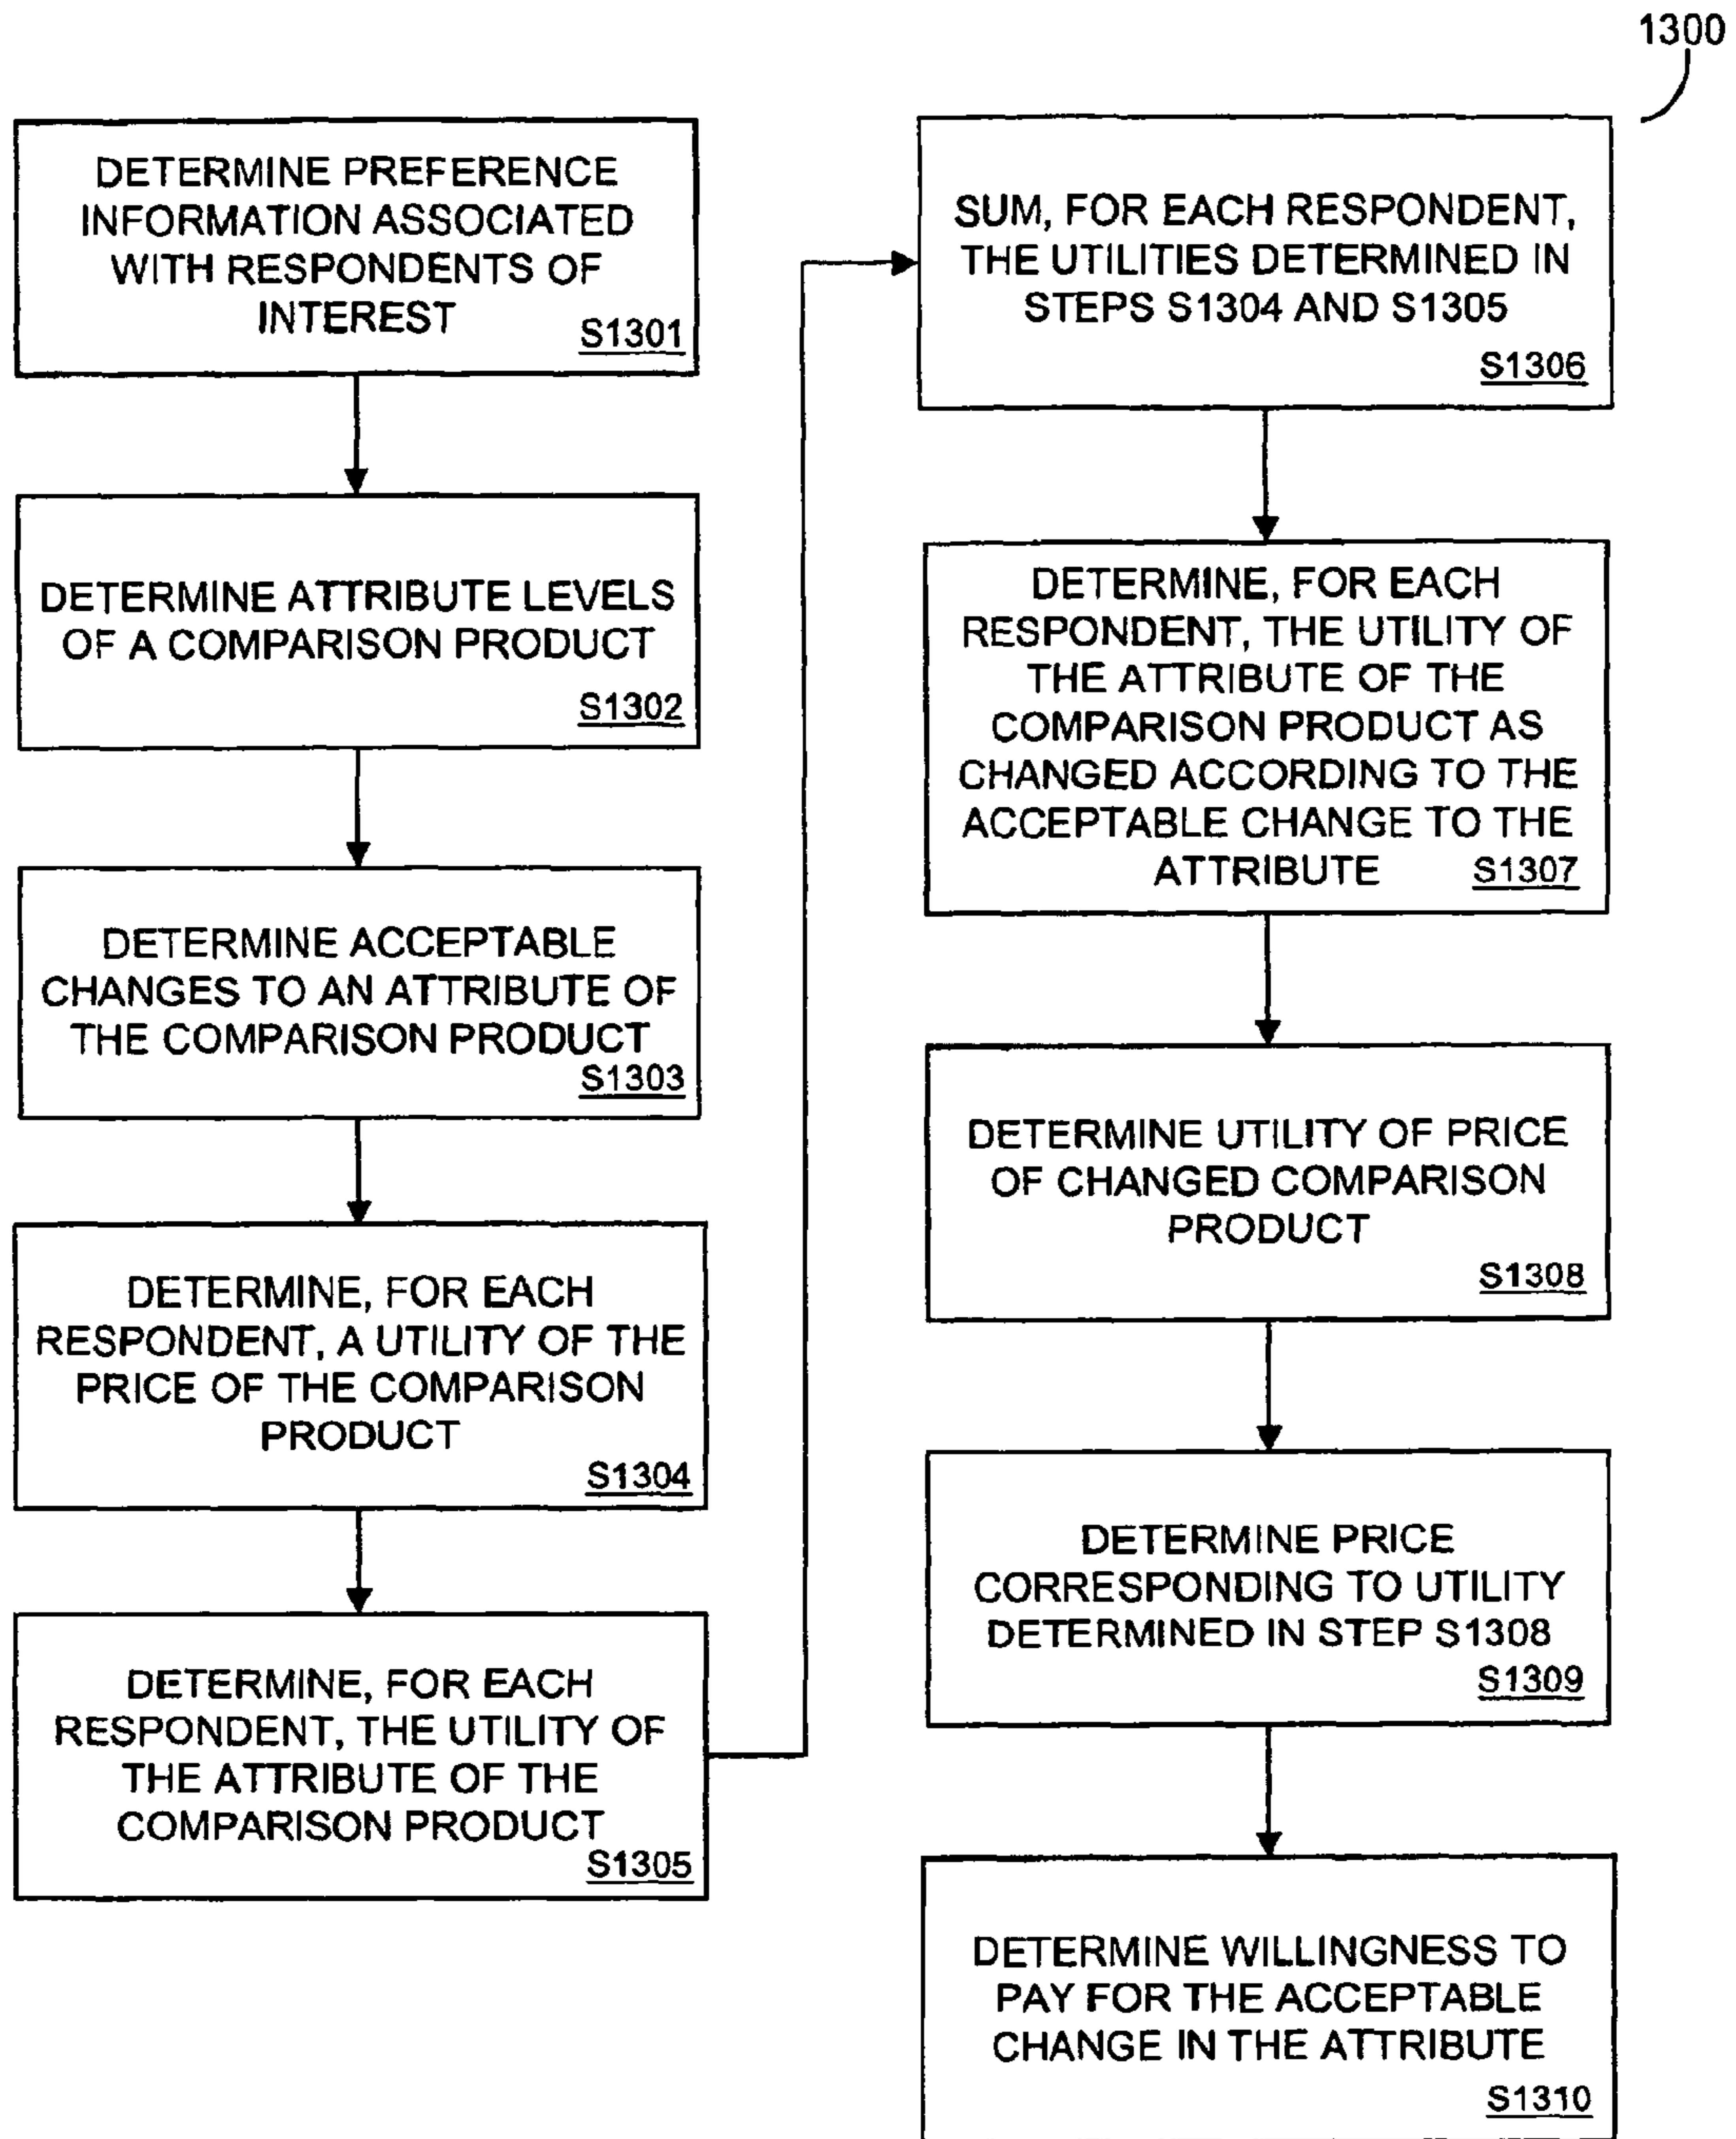 1300
DETERMINE PREFERENCE
INFORMATION ASSOCIATED
WITH RESPONDENTS OF
INTEREST
S1301
DETERMINE ATTRIBUTE LEVELS
OF A COMPARISON PRODUCT
S1302
DETERMINE ACCEPTABLE
CHANGES TO AN ATTRIBUTE OF
THE COMPARISON PRODUCT
S1303
DETERMINE, FOR EACH
RESPONDENT, A UTILITY OF THE
PRICE OF THE COMPARISON
PRODUCT
S1304
DETERMINE, FOR EACH
RESPONDENT, THE UTILITY OF
THE ATTRIBUTE OF THE
COMPARISON PRODUCT
S1305
SUM, FOR EACH RESPONDENT,
THE UTILITIES DETERMINED IN
STEPS S1304 AND S1305
S1306
DETERMINE, FOR EACH
RESPONDENT, THE UTILITY OF
THE ATTRIBUTE OF THE
COMPARISON PRODUCT AS
CHANGED ACCORDING TO THE
ACCEPTABLE CHANGE TO THE
ATTRIBUTE S1307
DETERMINE UTILITY OF PRICE
OF CHANGED COMPARISON
PRODUCT
S1308
DETERMINE PRICE
CORRESPONDING TO UTILITY
DETERMINED IN STEP S1308
S1309
DETERMINE WILLINGNESS TO
PAY FOR THE ACCEPTABLE
CHANGE IN THE ATTRIBUTE
S1310